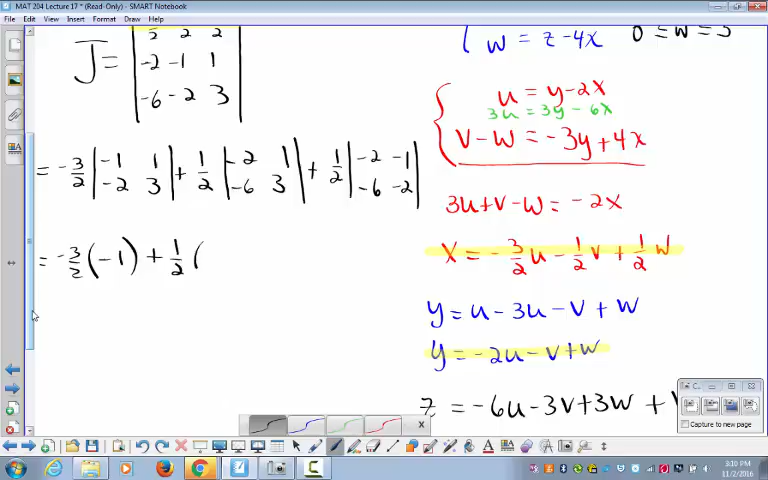 MAT 204 Lecture 17 * (Read-Only) - SMART Notebook
File Edit View Insert Format Draw Tools Help
2 2 2
J = | -2 -1 1 |
-6 -2 3
w = z - 4x
0 ≤ w ≤ 3
u = y - 2x
3u = 3y - 6x
v - w = -3y + 4x
= -3/2 | -1 1 | + 1/2 | -2 1 | + 1/2 | -2 -1 |
-2 3 -6 3 -6 -2
3u + v - w = -2x
= -3/2 (-1) + 1/2 (
x = -3/2 u - 1/2 v + 1/2 w
y = u - 3u - v + w
y = -2u - v + w
z = -6u - 3v + 3w +
C...
Capture to new page
3:10 PM
11/2/2016